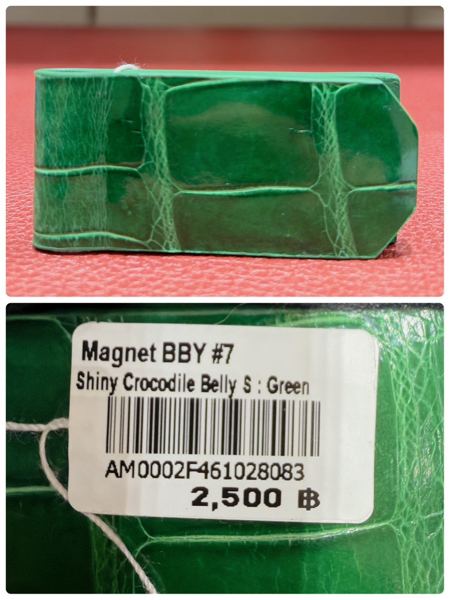 Magnet BBY #7
Shiny Crocodile Belly S : Green
AM0002F461028083
2,500 ฿